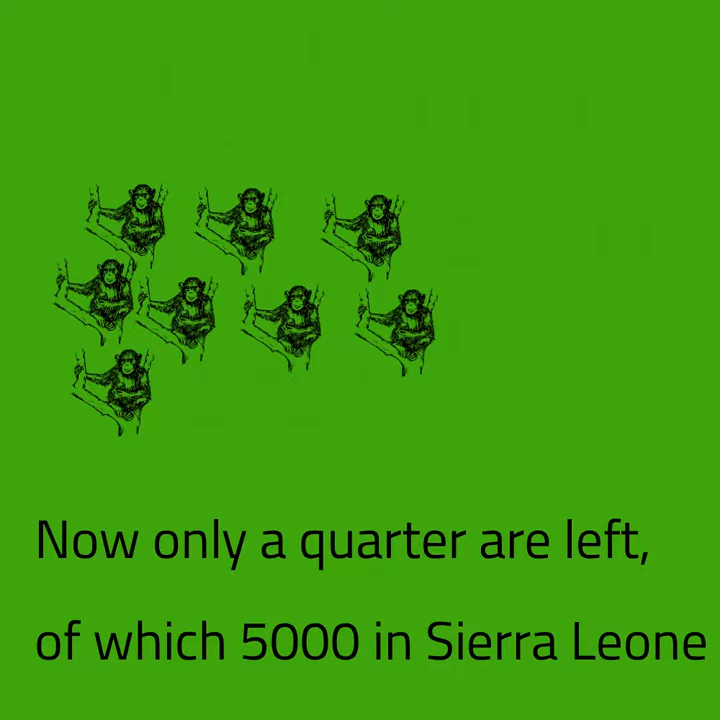 Now only a quarter are left,
of which 5000 in Sierra Leone